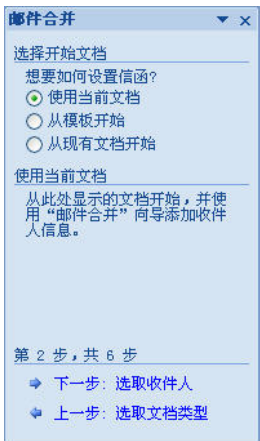 邮件合并
选择开始文档
想要如何设置信函?
使用当前文档
从模板开始
从现有文档开始
使用当前文档
从此处显示的文档开始，并使
用“邮件合并”向导添加收件
人信息。
第 2 步，共 6 步
下一步: 选取收件人
上一步: 选取文档类型